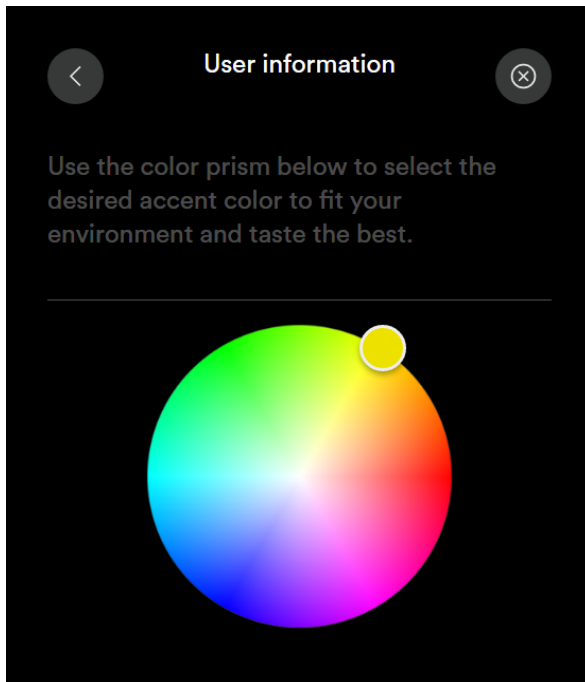 User information
Use the color prism below to select the
desired accent color to fit your
environment and taste the best.